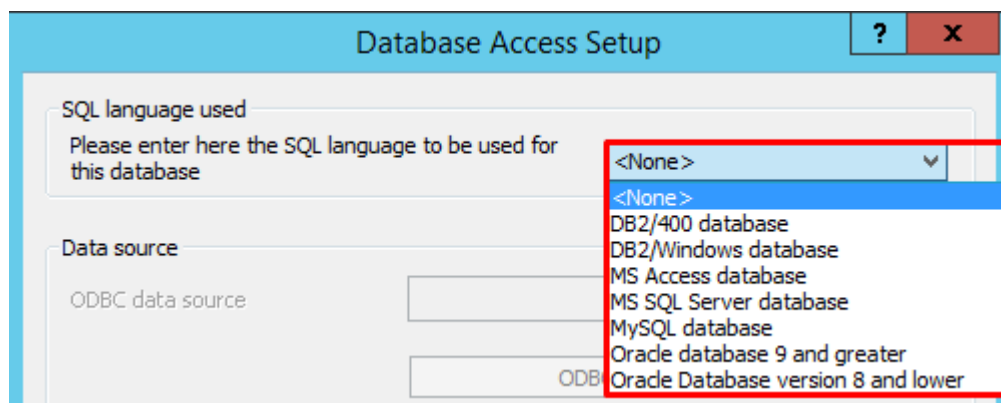 Database Access Setup
?
x
SQL language used
Please enter here the SQL language to be used for
this database
<None>
<None>
DB2/400 database
DB2/Windows database
MS Access database
MS SQL Server database
MySQL database
Oracle database 9 and greater
Oracle Database version 8 and lower
Data source
ODBC data source